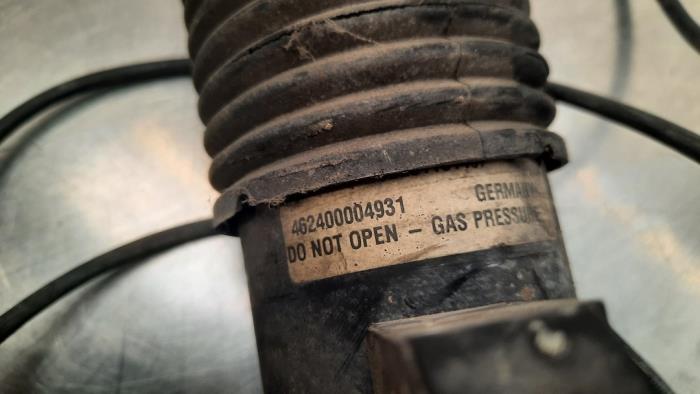 462400004931 GERMANY
DO NOT OPEN – GAS PRESSURE